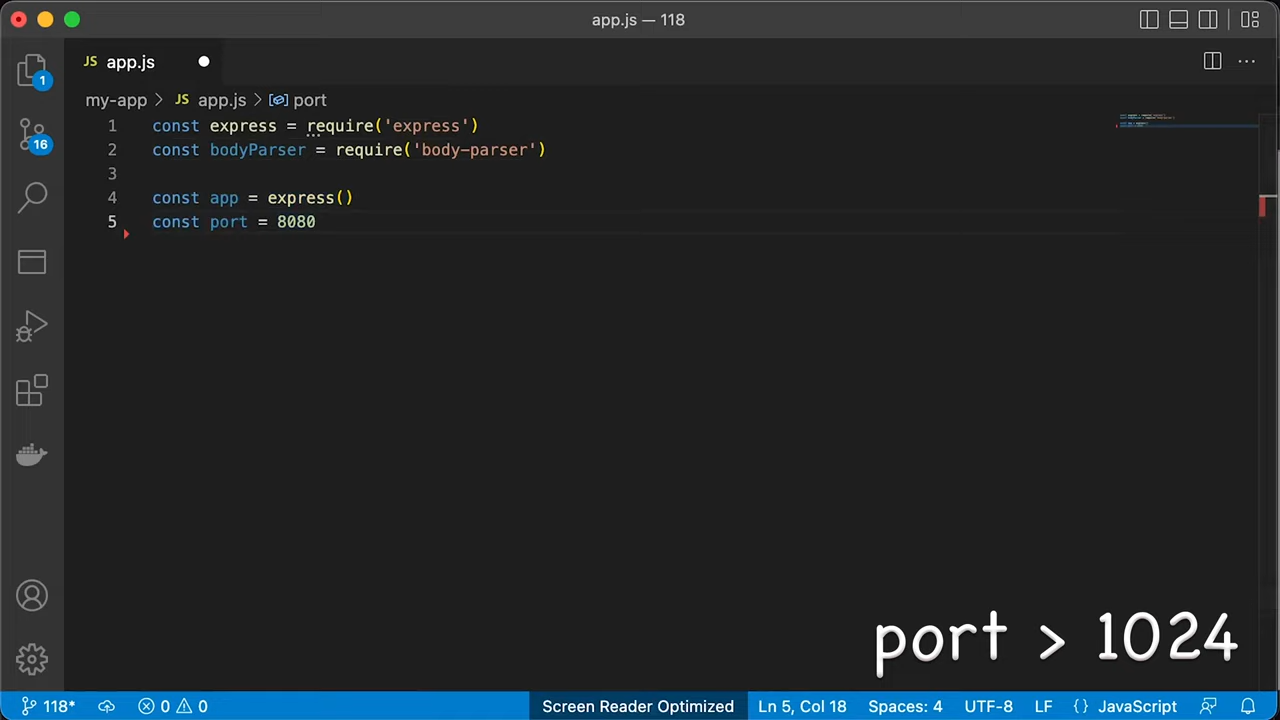 app.js — 118
JS app.js
my-app > JS app.js > port
1 const express = require('express')
2 const bodyParser = require('body-parser')
3
4 const app = express()
5 const port = 8080
1
16
port > 1024
118* 0 0 Screen Reader Optimized Ln 5, Col 18 Spaces: 4 UTF-8 LF {} JavaScript